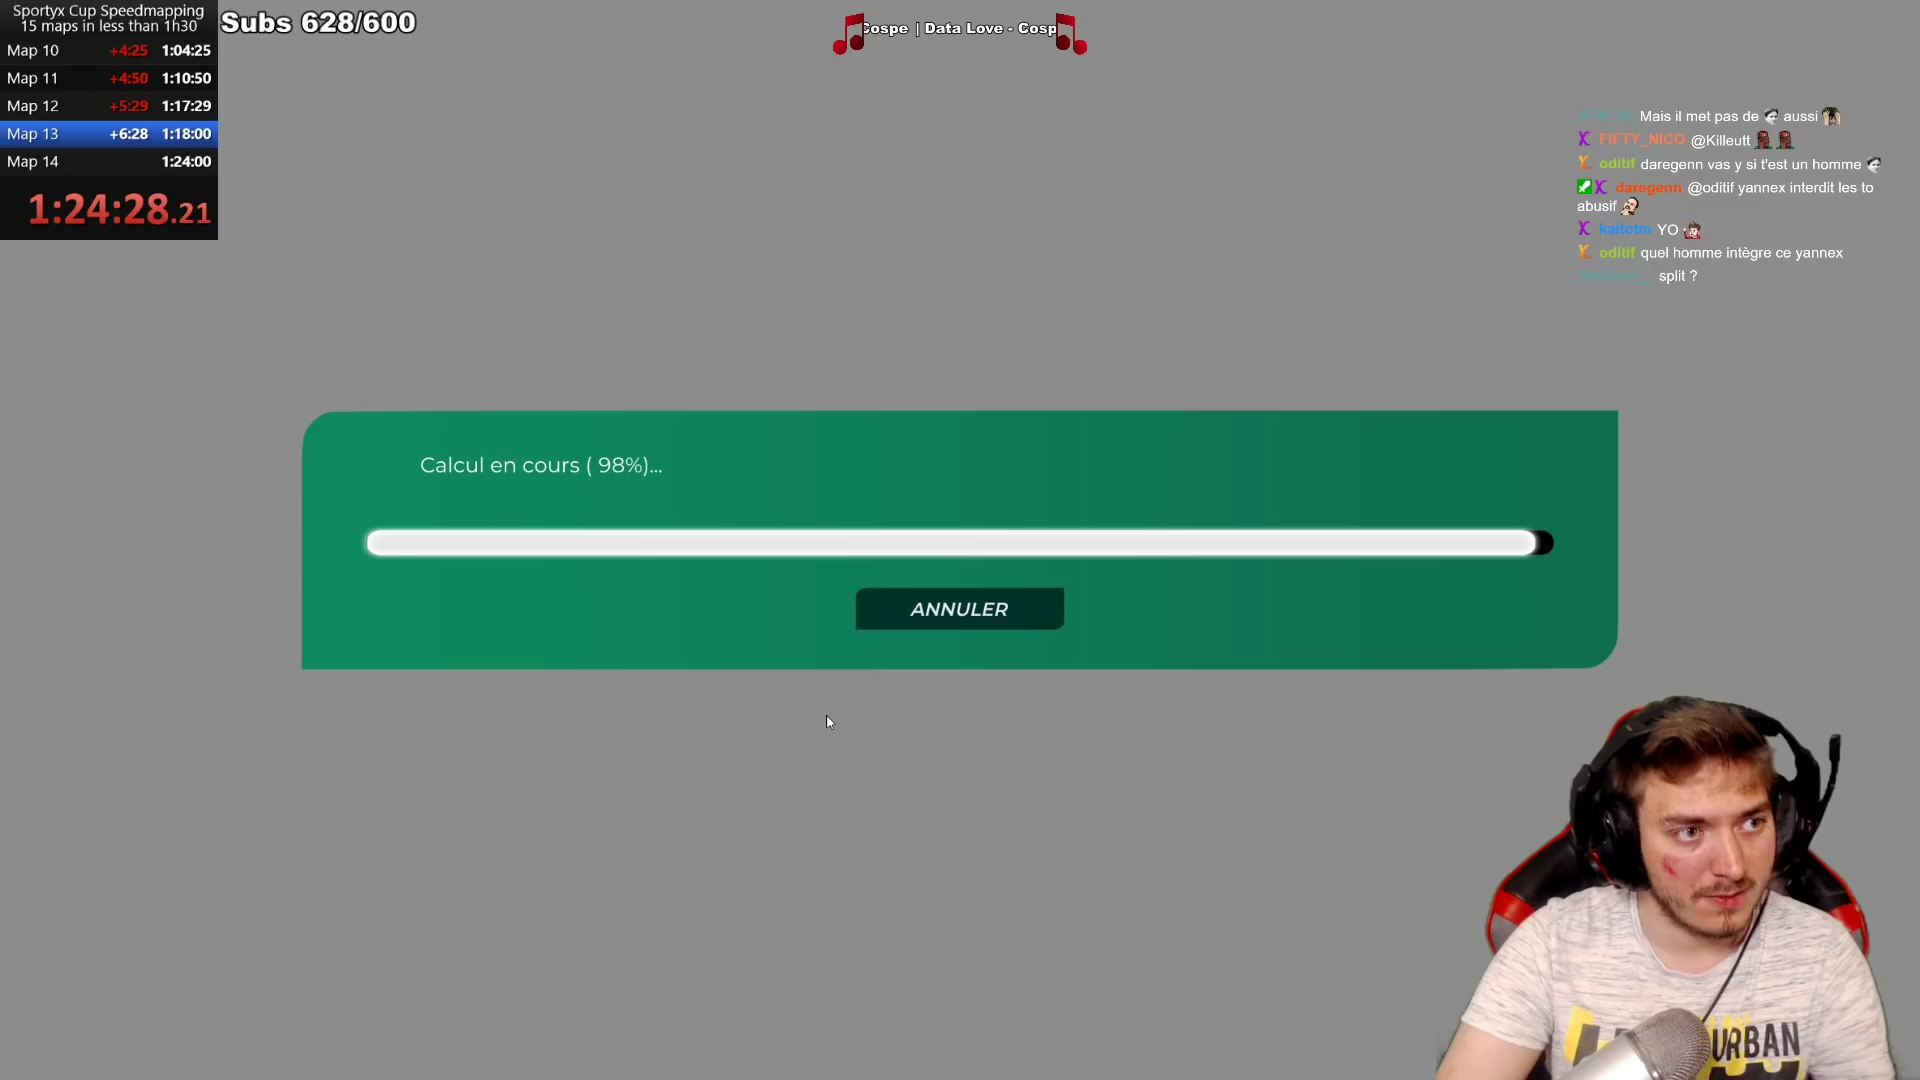 Sportyx Cup Speedmapping
15 maps in less than 1h30
Map 10 +4:25 1:04:25
Map 11 +4:50 1:10:50
Map 12 +5:29 1:17:29
Map 13 +6:28 1:18:00
Map 14 1:24:00
1:24:28.21
Subs 628/600
Cospe | Data Love - Cosp
Mais il met pas de aussi
FIFTY_NICO @Killeutt
oditif daregenn vas y si t'est un homme
daregenn @oditif yannex interdit les to
abusif
kaitotm YO
oditif quel homme intègre ce yannex
split ?
Calcul en cours ( 98%)...
ANNULER
URBAN